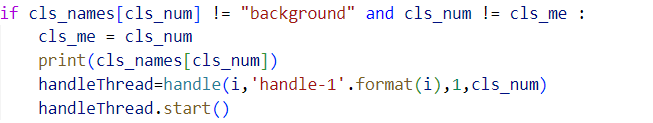 if cls_names[cls_num] != "background" and cls_num != cls_me :
    cls_me = cls_num
    print(cls_names[cls_num])
    handleThread=handle(i,'handle-1'.format(i),1,cls_num)
    handleThread.start()